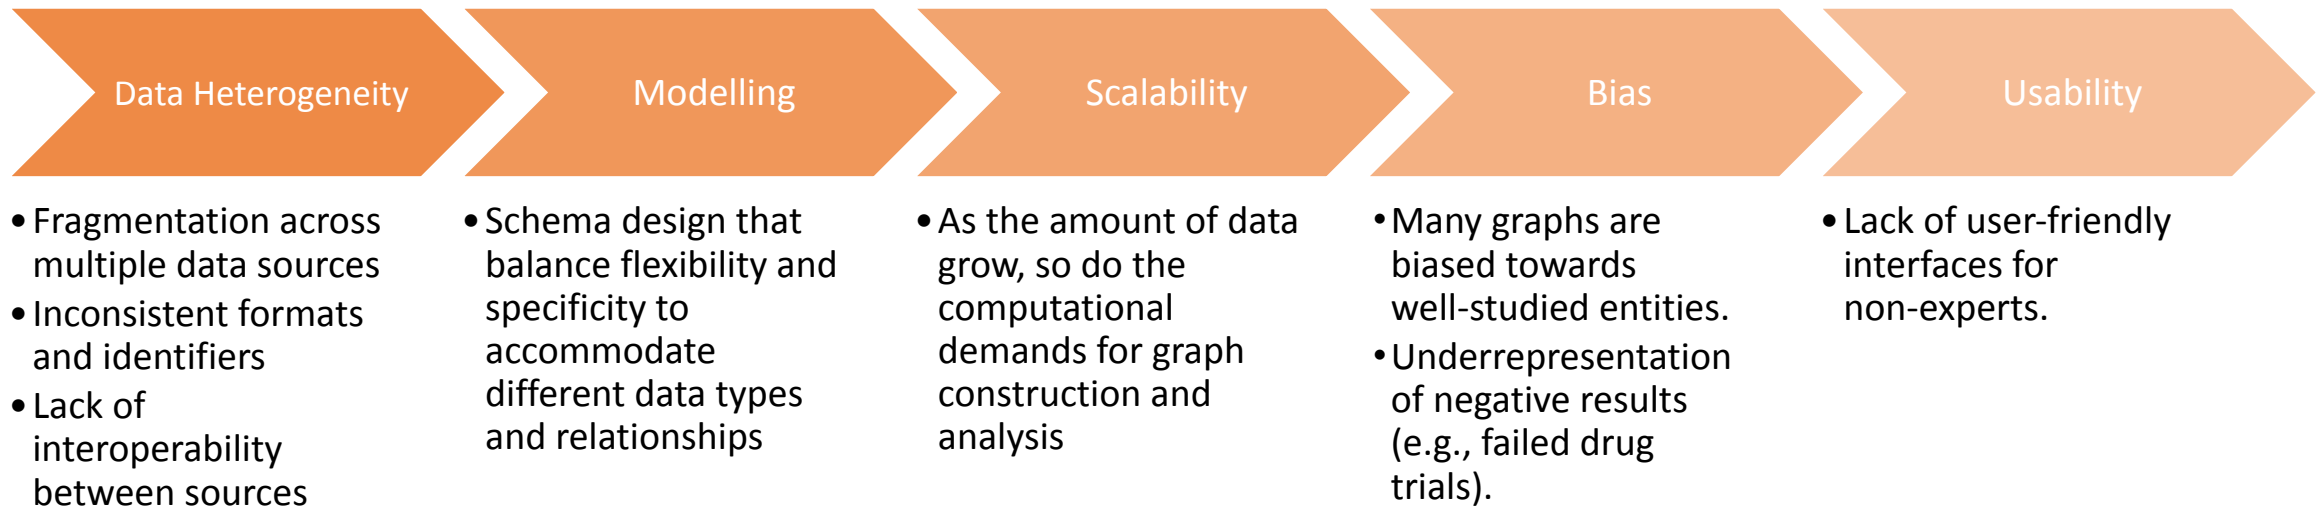 Data Heterogeneity
• Fragmentation across
multiple data sources
• Inconsistent formats
and identifiers
• Lack of
interoperability
between sources
Modelling
• Schema design that
balance flexibility and
specificity to
accommodate
different data types
and relationships
Scalability
• As the amount of data
grow, so do the
computational
demands for graph
construction and
analysis
Bias
• Many graphs are
biased towards
well-studied entities.
• Underrepresentation
of negative results
(e.g., failed drug
trials).
Usability
• Lack of user-friendly
interfaces for
non-experts.